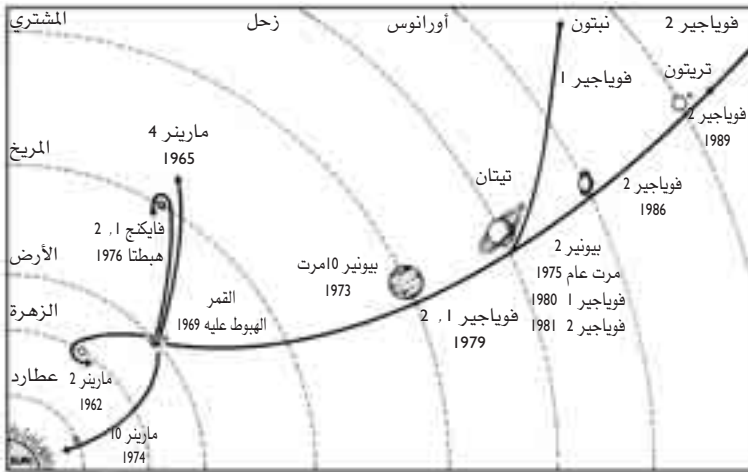 المشتري
زحل
أورانوس
نبتون
فوياجير 2
تريتون
فوياجير 1
فوياجير 2
1989
مارينر 4
1965
المريخ
تيتان
فوياجير 2
1986
فايكنج 1, 2
هبطتا 1976
بيونير 2
مرت عام 1975
فوياجير 1 1980
فوياجير 2 1981
الأرض
بيونير 10مرت
1973
القمر
الهبوط عليه 1969
الزهرة
فوياجير 1, 2
1979
عطارد
مارينر 2
1962
مارينر 10
1974